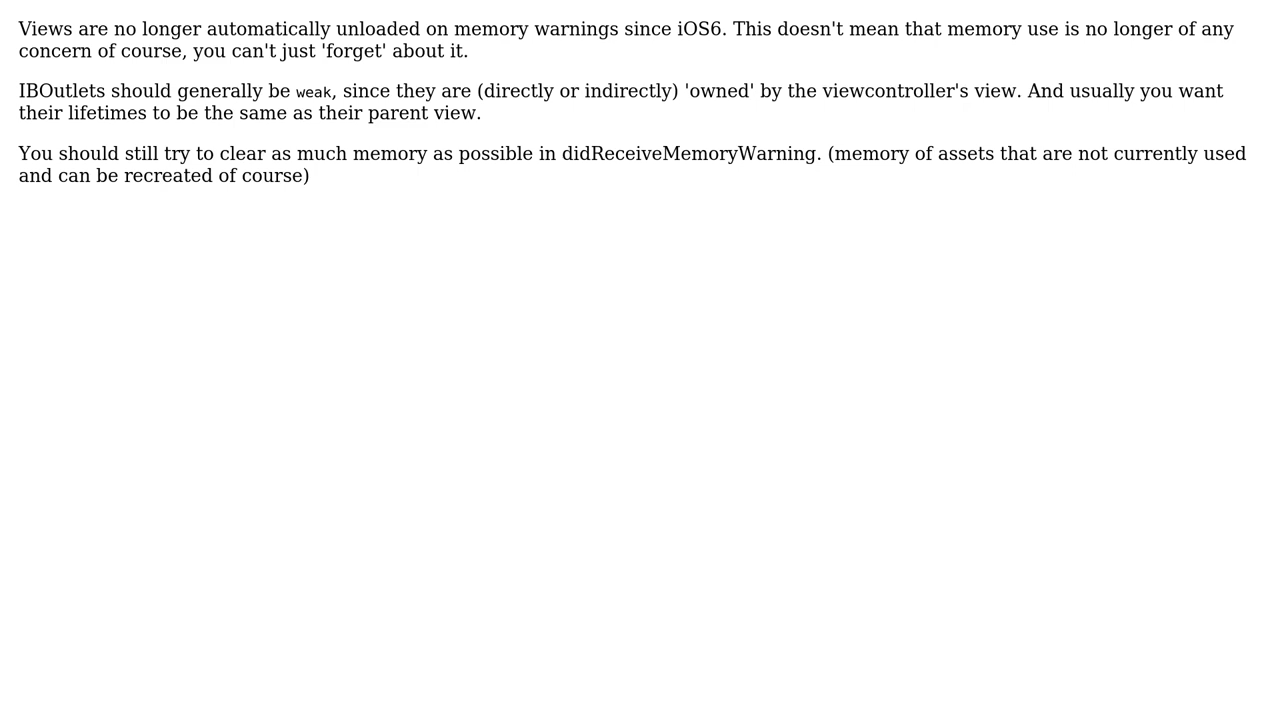 Views are no longer automatically unloaded on memory warnings since iOS6. This doesn't mean that memory use is no longer of any
concern of course, you can't just 'forget' about it.
IBOutlets should generally be weak, since they are (directly or indirectly) 'owned' by the viewcontroller's view. And usually you want
their lifetimes to be the same as their parent view.
You should still try to clear as much memory as possible in didReceiveMemoryWarning. (memory of assets that are not currently used
and can be recreated of course)